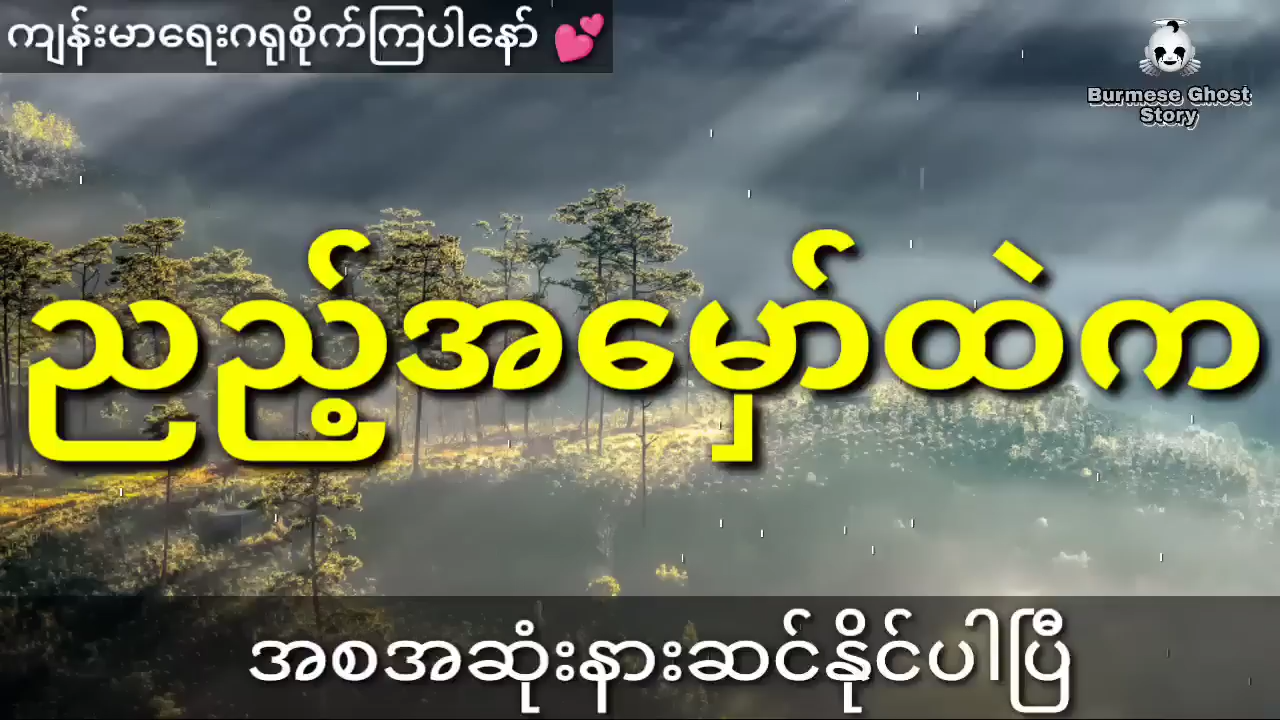 ကျန်းမာရေးဂရုစိုက်ကြပါနော် 💕
Burmese Ghost
Story
ညည့်အမှော်ထဲက
အစအဆုံးနားဆင်နိုင်ပါပြီ